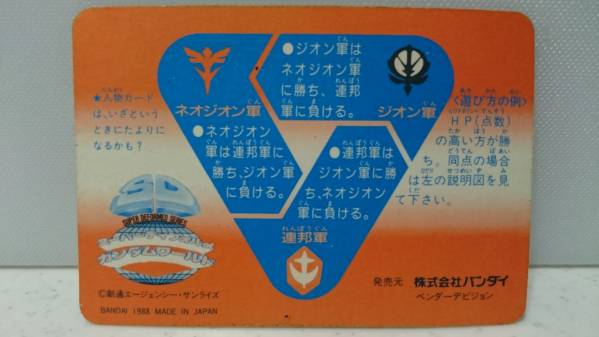 ★人物カード
は、いざという
ときにたよりに
なるかも？
ネオジオン軍
●ネオジオン
軍は連邦軍に
勝ち、ジオン軍
に負ける。
●ジオン軍は
ネオジオン軍
に勝ち、連邦
軍に負ける。
ジオン軍
●連邦軍は
ジオン軍に勝
ち、ネオジオン
軍に負ける。
連邦軍
〈遊び方の例〉
HP(点数)
の高い方が勝
ち。同点の場合
は左の説明図を見
て下さい。
SD
SUPER DEFORMED SERIES
ガンダムワールド
©創通エージェンシー・サンライズ
BANDAI 1988 MADE IN JAPAN
発売元 株式会社バンダイ
ベンダーデビジョン